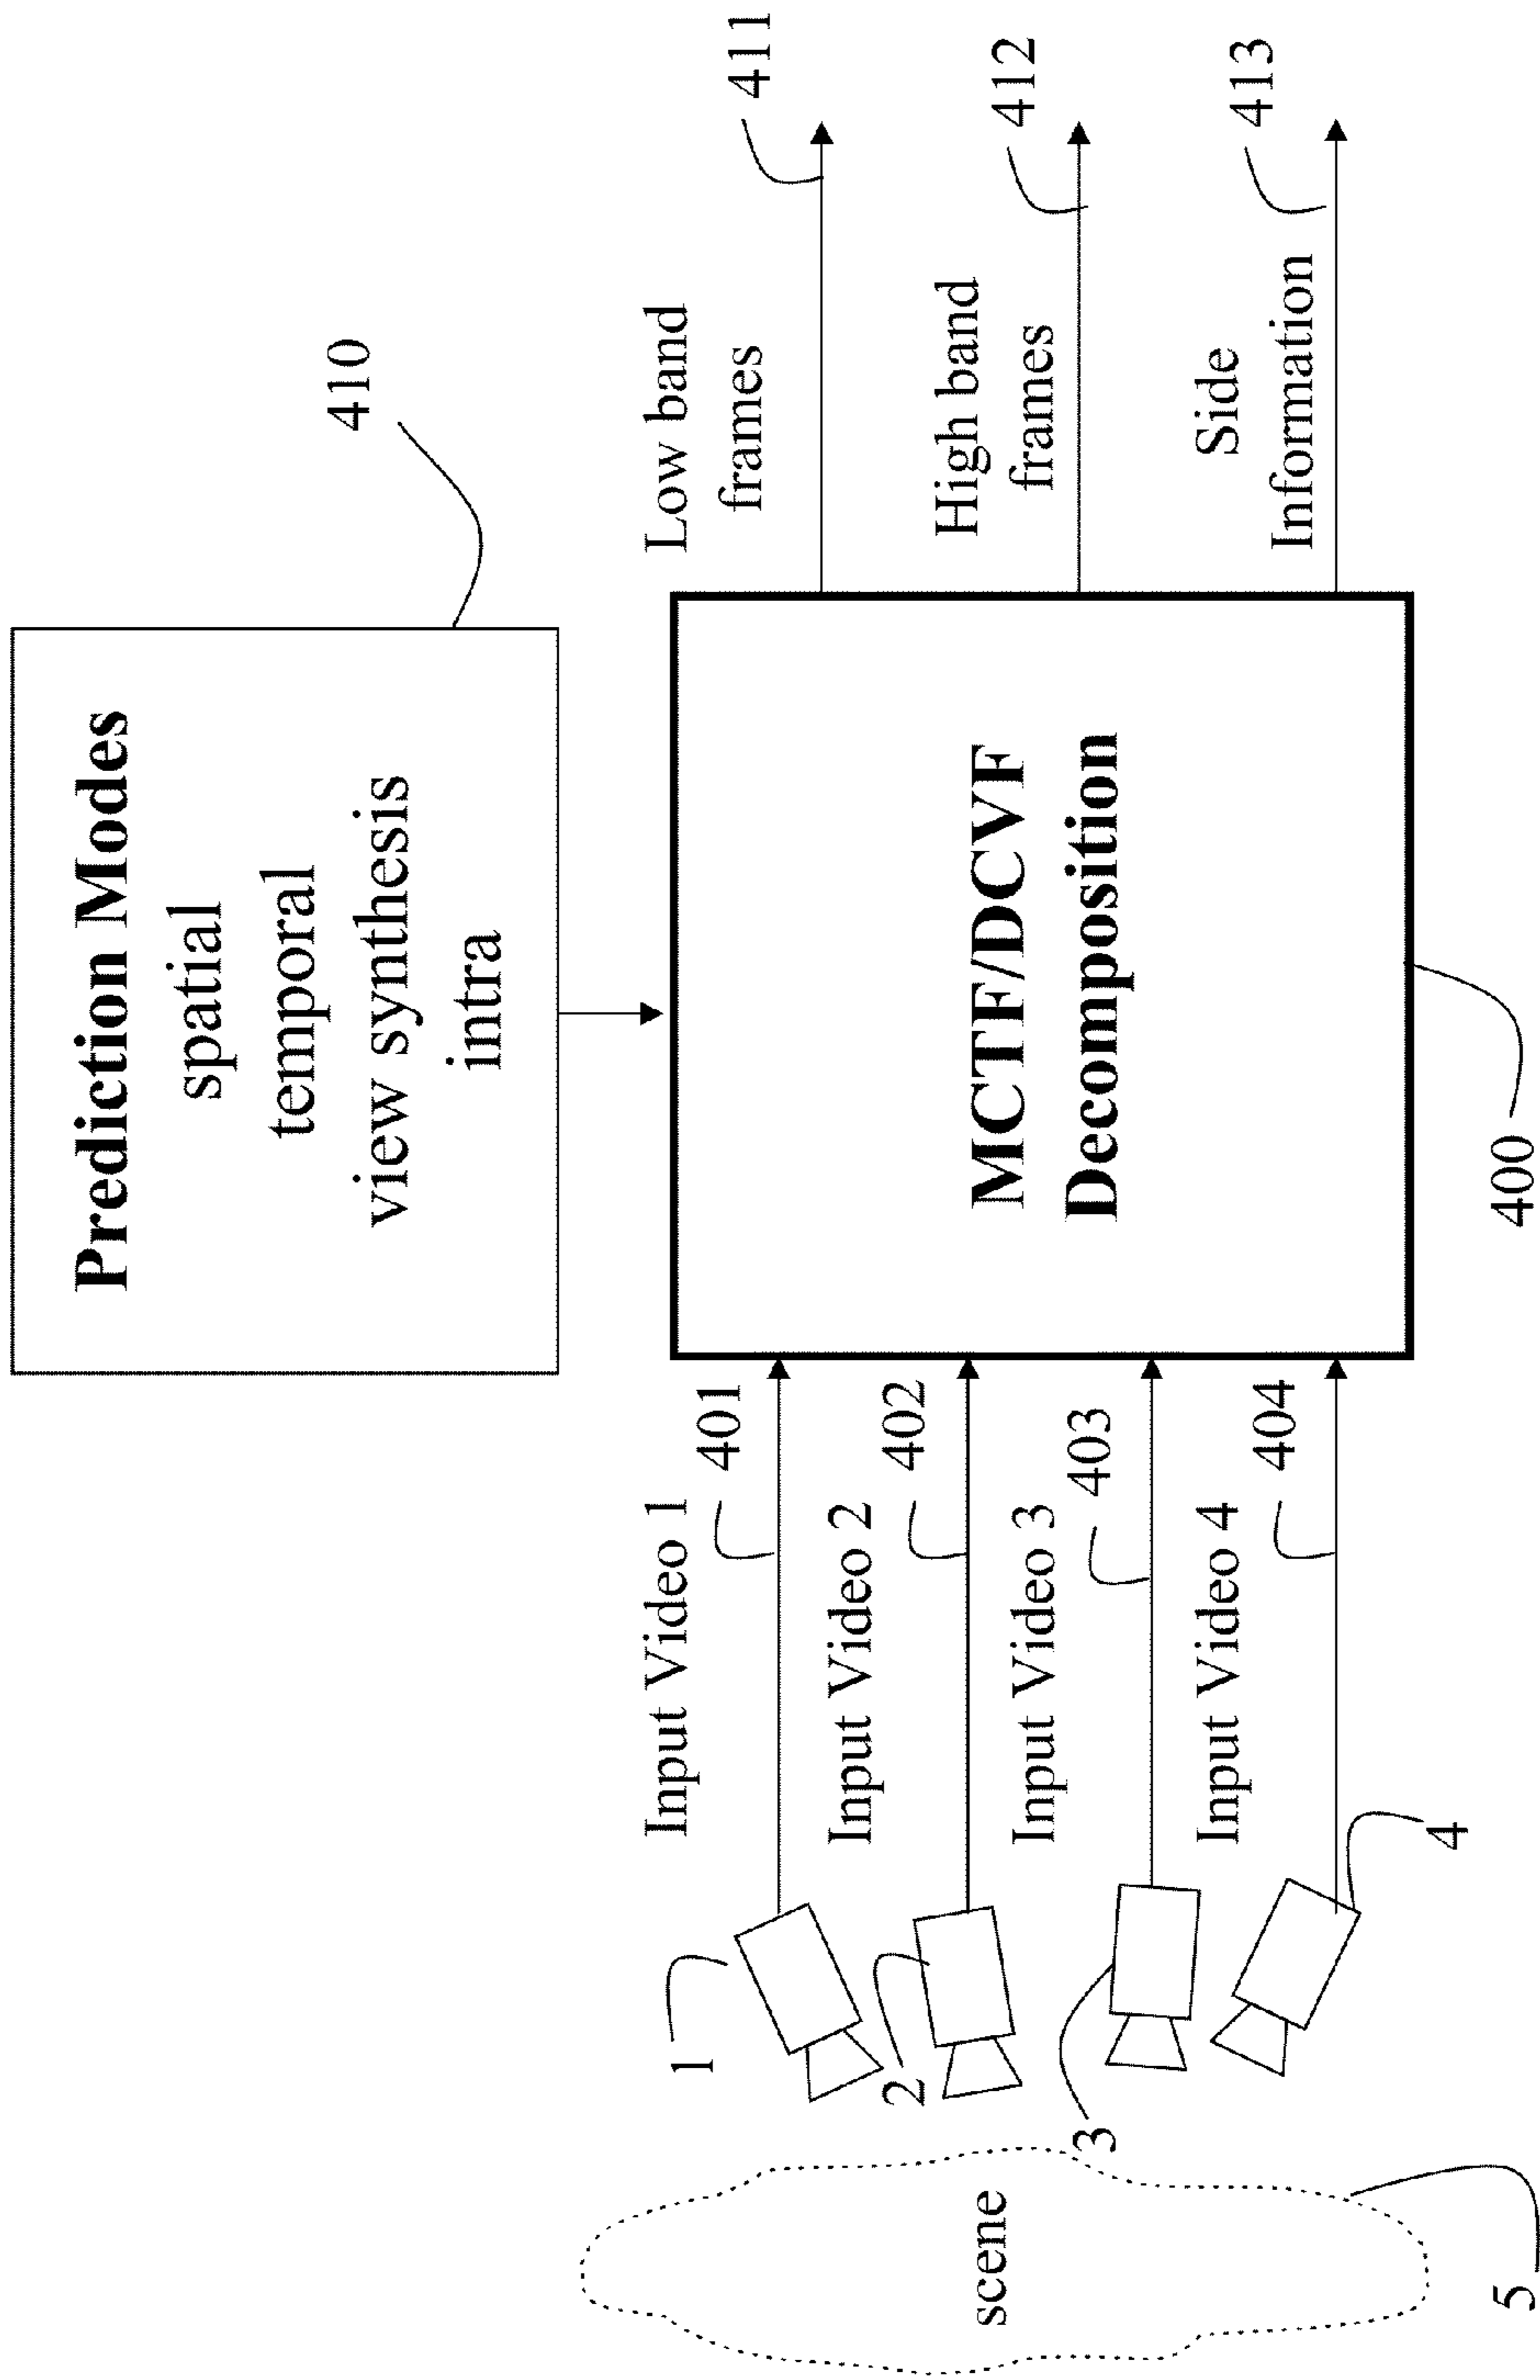 Prediction Modes
spatial
temporal
view synthesis
intra
410
Input Video 1
401
Input Video 2
402
Input Video 3
403
Input Video 4
404
MCTF/DCVF
Decomposition
400
Low band
frames
411
High band
frames
412
Side
Information
413
scene
1
2
3
4
5